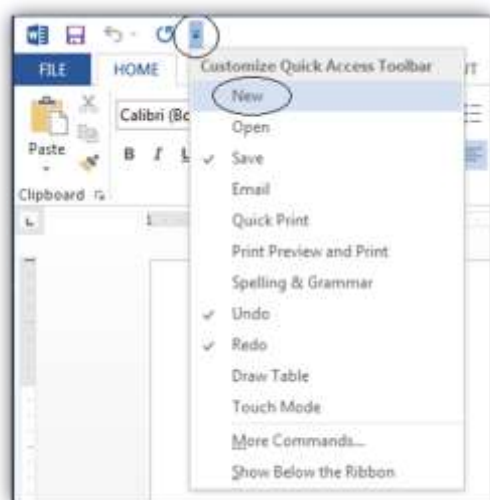 FILE HOME
Customize Quick Access Toolbar
New
Calibri (Bo
Open
Paste
B I
Save
Clipboard
Email
Quick Print
1
Print Preview and Print
Spelling & Grammar
Undo
Redo
Draw Table
Touch Mode
More Commands...
Show Below the Ribbon